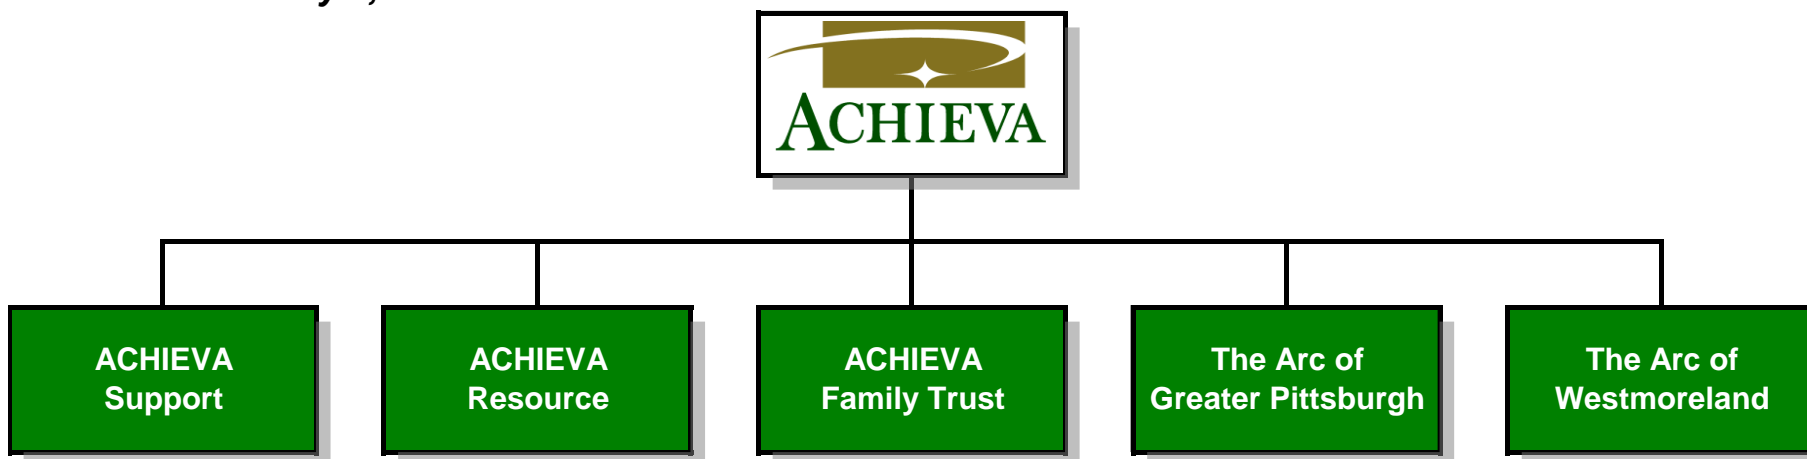 ACHIEVA
ACHIEVA
Support
ACHIEVA
Resource
ACHIEVA
Family Trust
The Arc of
Greater Pittsburgh
The Arc of
Westmoreland